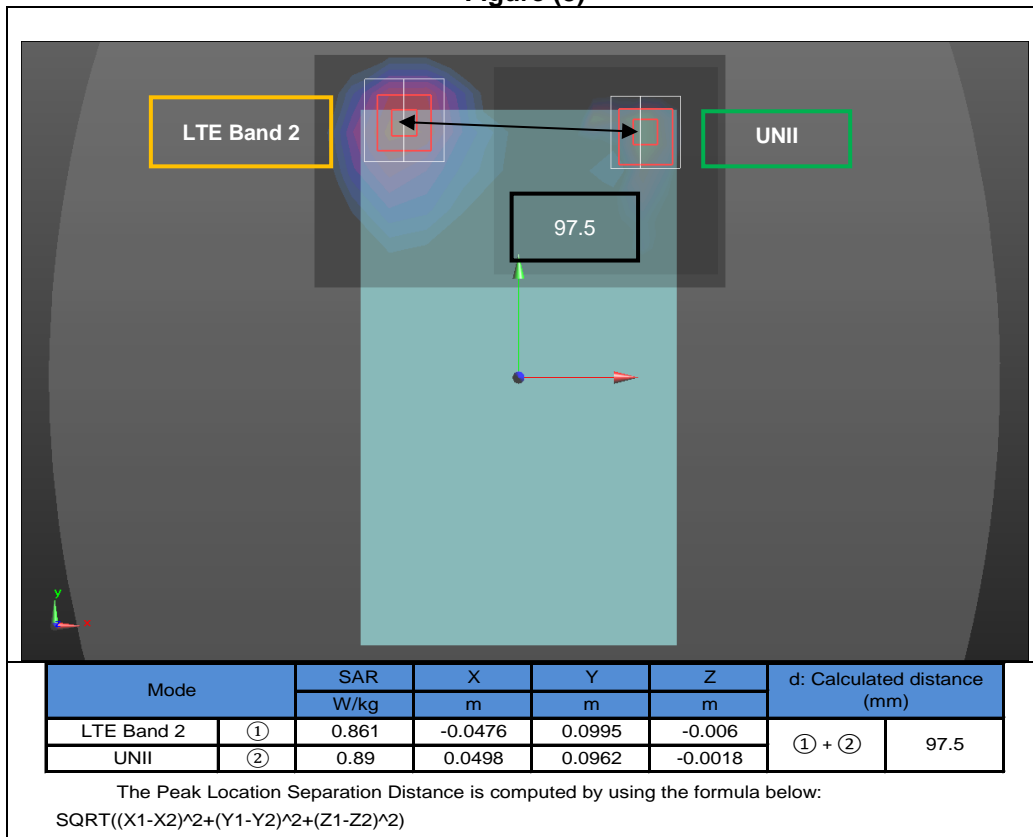 LTE Band 2
UNII
97.5
y
x
Mode SAR X Y Z d: Calculated distance (mm)
W/kg m m m
LTE Band 2 ① 0.861 -0.0476 0.0995 -0.006 ① + ② 97.5
UNII ② 0.89 0.0498 0.0962 -0.0018
The Peak Location Separation Distance is computed by using the formula below:
SQRT((X1-X2)^2+(Y1-Y2)^2+(Z1-Z2)^2)